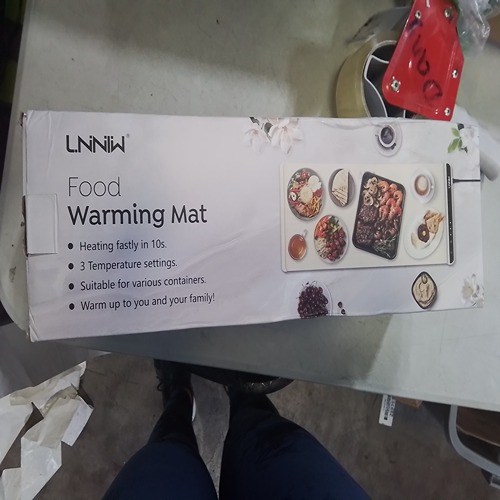 LNNIW®
Food
Warming Mat
• Heating fastly in 10s.
• 3 Temperature settings.
• Suitable for various containers.
• Warm up to you and your family!